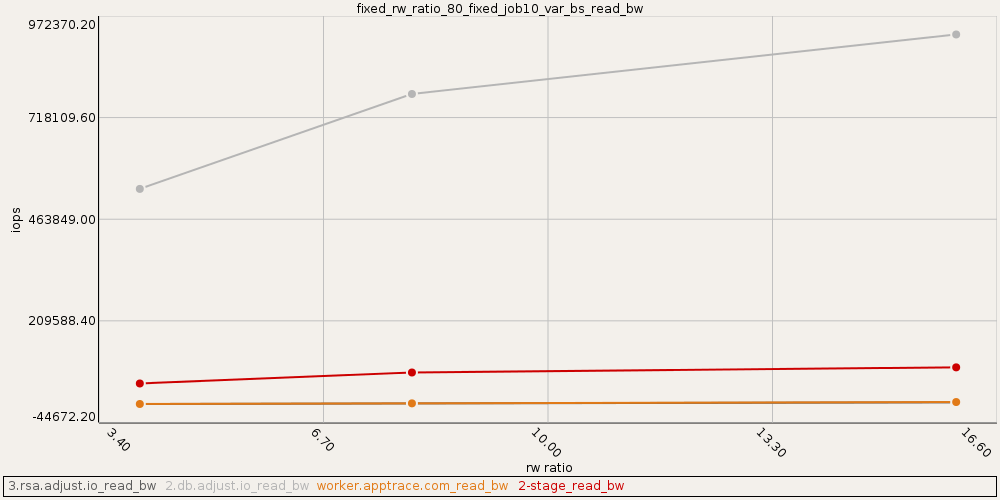 fixed_rw_ratio_80_fixed_job10_var_bs_read_bw
972370.20
718109.60
463849.00
209588.40
-44672.20
iops
3.40
6.70
10.00
13.30
16.60
rw ratio
3.rsa.adjust.io_read_bw 2.db.adjust.io_read_bw worker.apptrace.com_read_bw 2-stage_read_bw